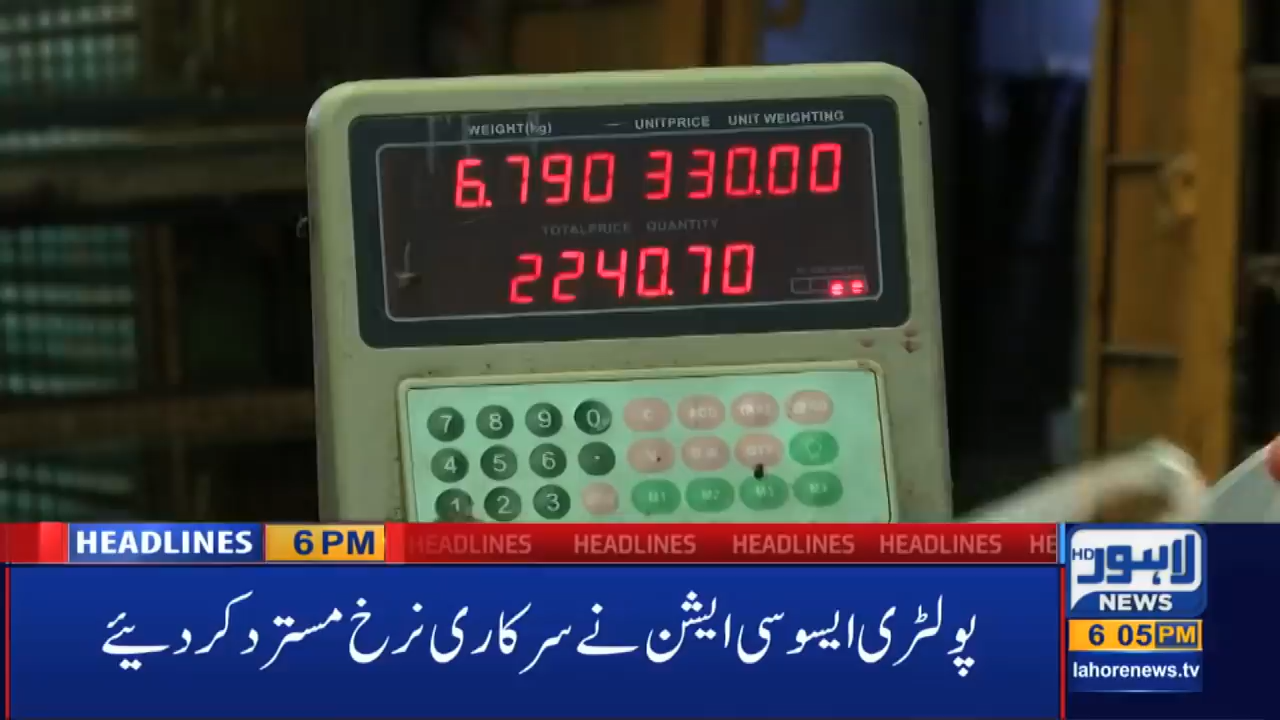 WEIGHT(kg) UNITPRICE UNIT WEIGHTING
6.790 330.00
TOTALPRICE QUANTITY
2240.70
7 8 9 0
4 5 6 .
1 2 3
M1 M2 M3
HEADLINES 6 PM HEADLINES HEADLINES HEADLINES HEADLINES HE
پولٹری ایسوسی ایشن نے سرکاری نرخ مسترد کر دیئے
HD لاہور
NEWS
6 05 PM
lahorenews.tv